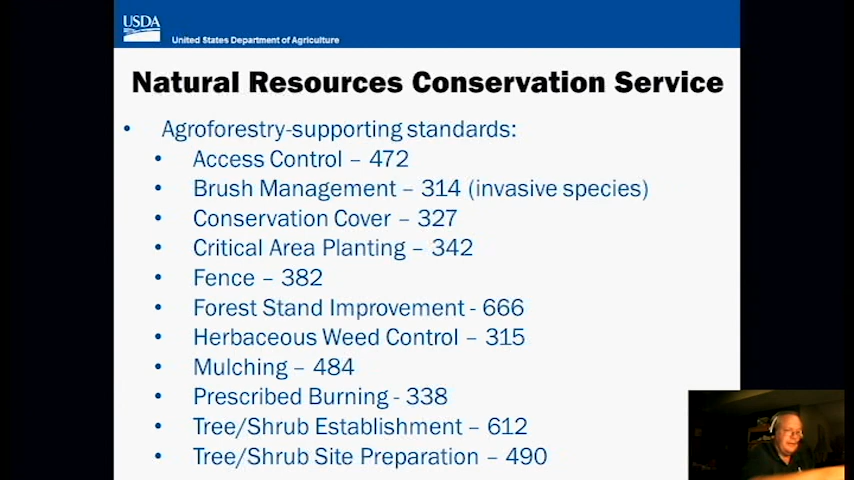 USDA
United States Department of Agriculture
Natural Resources Conservation Service
• Agroforestry-supporting standards:
• Access Control – 472
• Brush Management – 314 (invasive species)
• Conservation Cover – 327
• Critical Area Planting – 342
• Fence – 382
• Forest Stand Improvement - 666
• Herbaceous Weed Control – 315
• Mulching – 484
• Prescribed Burning - 338
• Tree/Shrub Establishment – 612
• Tree/Shrub Site Preparation – 490